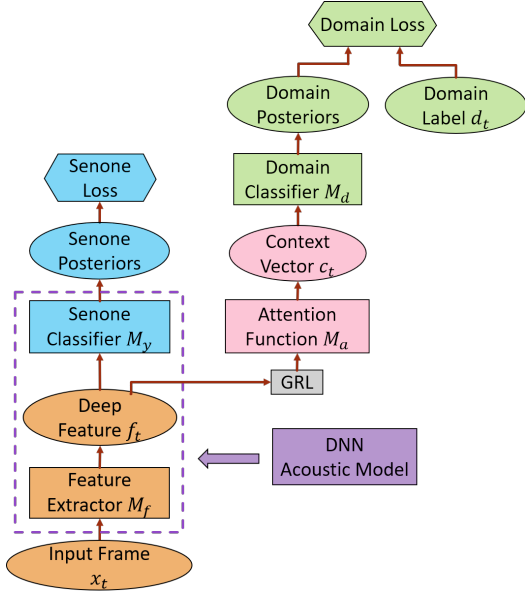 Domain Loss
Domain
Posteriors
Domain
Label d_t
Senone
Loss
Domain
Classifier M_d
Senone
Posteriors
Context
Vector c_t
Senone
Classifier M_y
Attention
Function M_a
GRL
Deep
Feature f_t
DNN
Acoustic Model
Feature
Extractor M_f
Input Frame
x_t